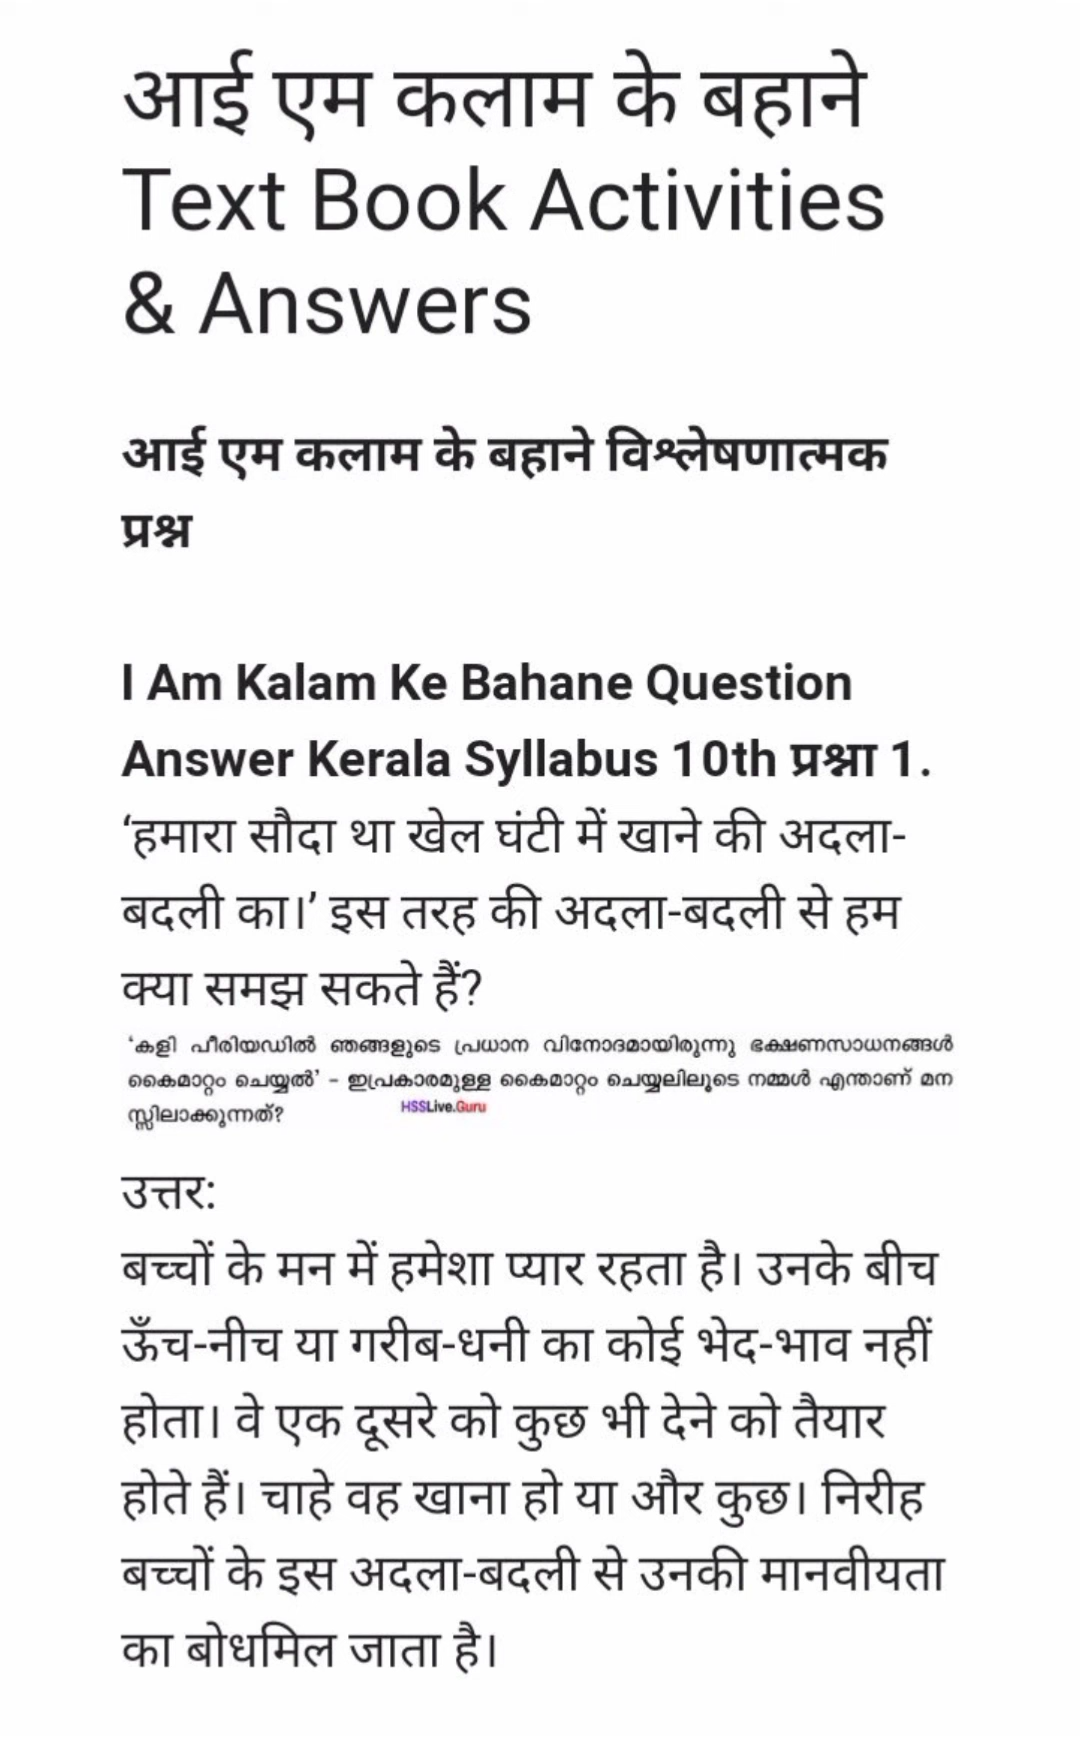 आई एम कलाम के बहाने
Text Book Activities
& Answers
आई एम कलाम के बहाने विश्लेषणात्मक
प्रश्न
I Am Kalam Ke Bahane Question
Answer Kerala Syllabus 10th प्रश्ना 1.
‘हमारा सौदा था खेल घंटी में खाने की अदला-
बदली का।’ इस तरह की अदला-बदली से हम
क्या समझ सकते हैं?
‘കളി പീരിയഡിൽ ഞങ്ങളുടെ പ്രധാന വിനോദമായിരുന്നു ഭക്ഷണസാധനങ്ങൾ
കൈമാറ്റം ചെയ്യൽ’ – ഇപ്രകാരമുള്ള കൈമാറ്റം ചെയ്യലിലൂടെ നമ്മൾ എന്താണ് മന
സ്സിലാക്കുന്നത്? HSSLive.Guru
उत्तर:
बच्चों के मन में हमेशा प्यार रहता है। उनके बीच
ऊँच-नीच या गरीब-धनी का कोई भेद-भाव नहीं
होता। वे एक दूसरे को कुछ भी देने को तैयार
होते हैं। चाहे वह खाना हो या और कुछ। निरीह
बच्चों के इस अदला-बदली से उनकी मानवीयता
का बोधमिल जाता है।